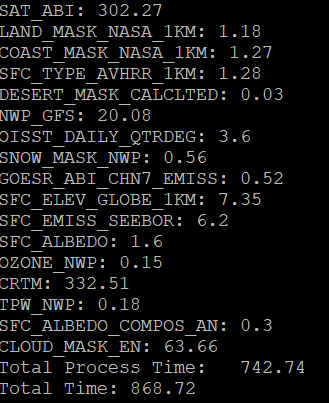 SAT_ABI: 302.27
LAND_MASK_NASA_1KM: 1.18
COAST_MASK_NASA_1KM: 1.27
SFC_TYPE_AVHRR_1KM: 1.28
DESERT_MASK_CALCLTED: 0.03
NWP_GFS: 20.08
OISST_DAILY_QTRDEG: 3.6
SNOW_MASK_NWP: 0.56
GOESR_ABI_CHN7_EMISS: 0.52
SFC_ELEV_GLOBE_1KM: 7.35
SFC_EMISS_SEEBOR: 6.2
SFC_ALBEDO: 1.6
OZONE_NWP: 0.15
CRTM: 332.51
TPW_NWP: 0.18
SFC_ALBEDO_COMPOS_AN: 0.3
CLOUD_MASK_EN: 63.66
Total Process Time:   742.74
Total Time: 868.72